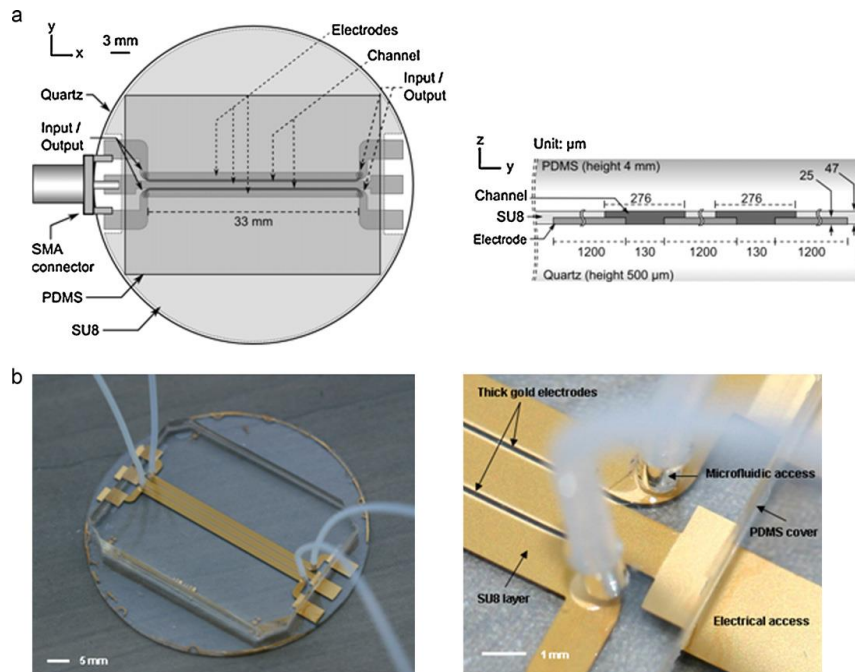 a
y
x
3 mm
Electrodes
Channel
Input /
Output
Quartz
Input /
Output
33 mm
SMA
connector
PDMS
SU8
z
y
Unit: µm
PDMS (height 4 mm)
47
25
Channel
276
276
SU8
Electrode
1200
130
1200
130
1200
Quartz (height 500 µm)
b
5 mm
Thick gold electrodes
Microfluidic access
PDMS cover
SU8 layer
Electrical access
1 mm